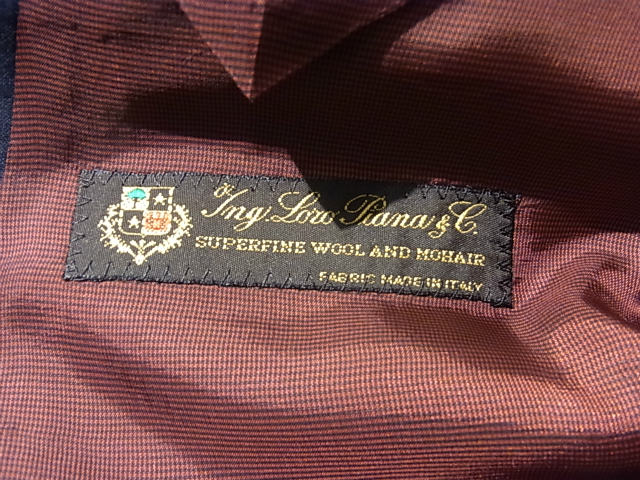 Ing. Loro Piana & C.
SUPERFINE WOOL AND MOHAIR
FABRIC MADE IN ITALY